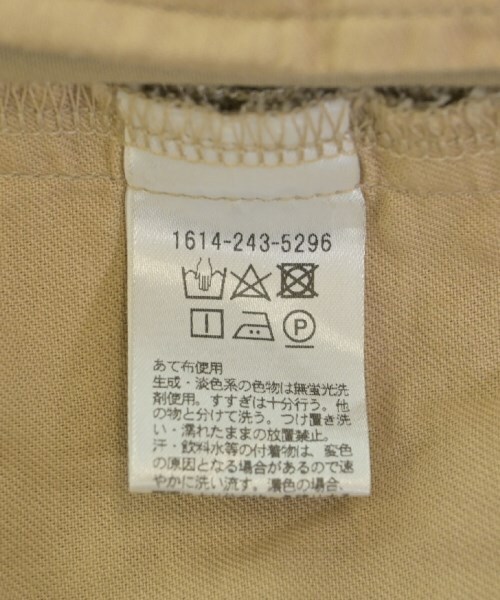 1614-243-5296
P
あて布使用
生成・淡色系の色物は無蛍光洗
剤使用。すすぎは十分行う。他
の物と分けて洗う。つけ置き洗
い・濡れたままの放置禁止。
汗・飲料水等の付着物は、変色
の原因となる場合があるので速
やかに洗い流す。濃色の場合、